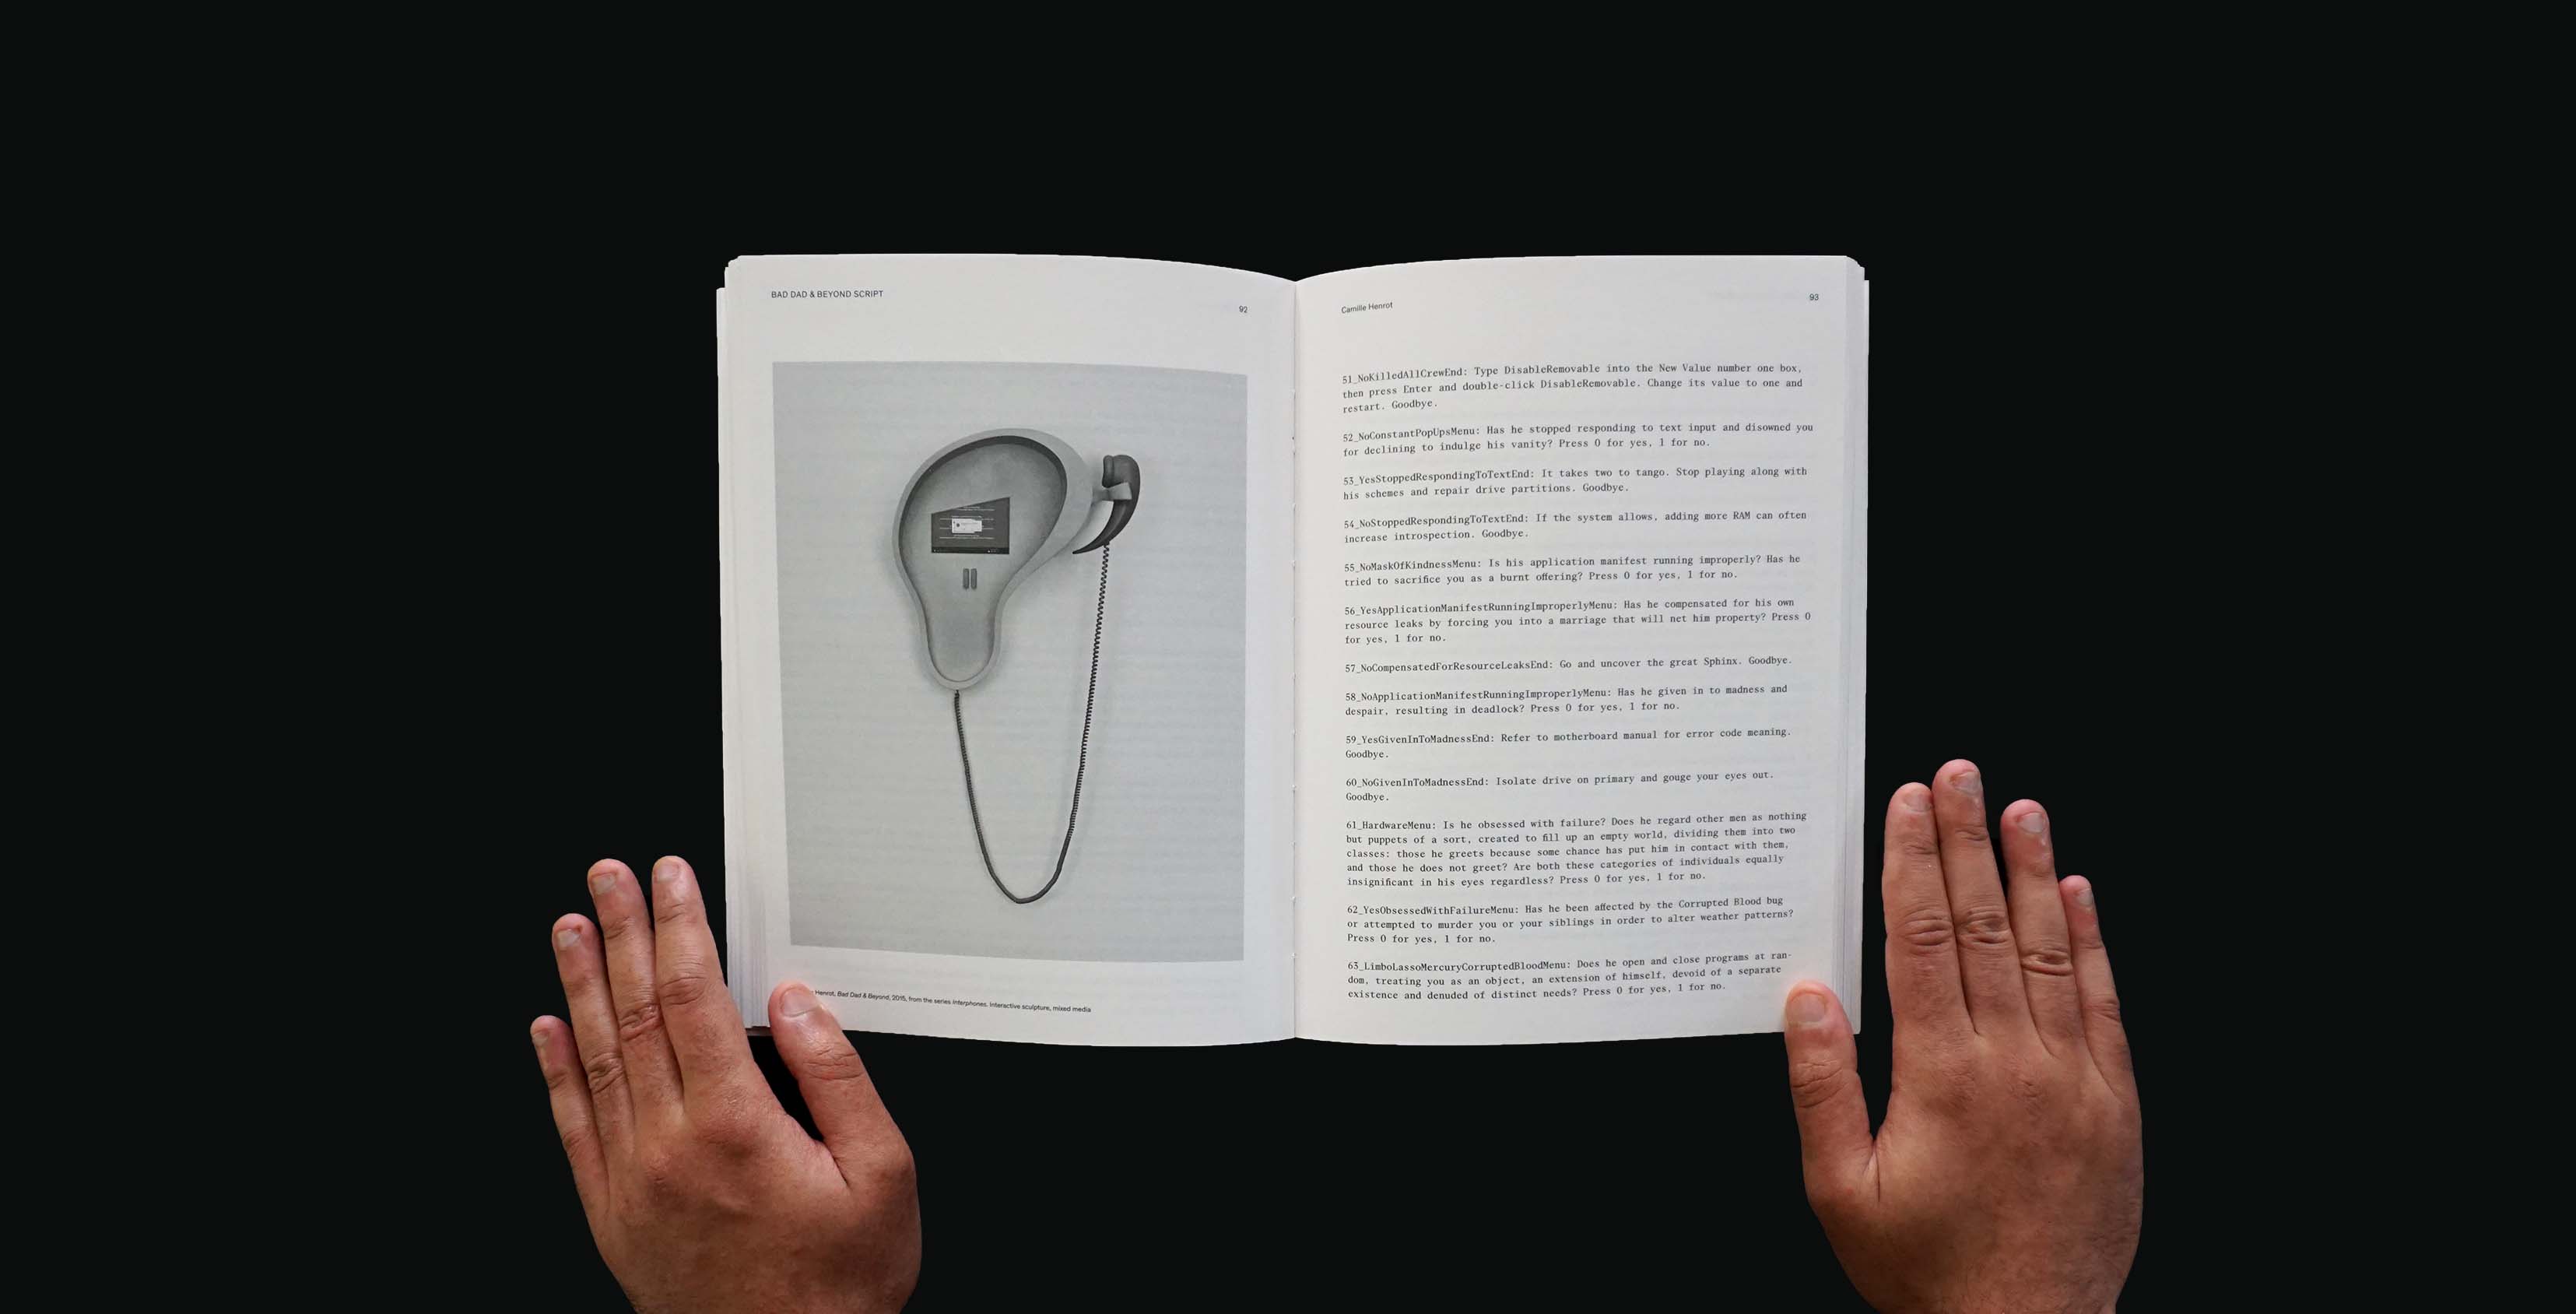 BAD DAD & BEYOND SCRIPT
92
Henrot, Bad Dad & Beyond, 2015, from the series Interphones. Interactive sculpture, mixed media
Camille Henrot
93
51_NoKilledAllCrewEnd: Type DisableRemovable into the New Value number one box,
then press Enter and double-click DisableRemovable. Change its value to one and
restart. Goodbye.
52_NoConstantPopUpsMenu: Has he stopped responding to text input and disowned you
for declining to indulge his vanity? Press 0 for yes, 1 for no.
53_YesStoppedRespondingToTextEnd: It takes two to tango. Stop playing along with
his schemes and repair drive partitions. Goodbye.
54_NoStoppedRespondingToTextEnd: If the system allows, adding more RAM can often
increase introspection. Goodbye.
55_NoMaskOfKindnessMenu: Is his application manifest running improperly? Has he
tried to sacrifice you as a burnt offering? Press 0 for yes, 1 for no.
56_YesApplicationManifestRunningImproperlyMenu: Has he compensated for his own
resource leaks by forcing you into a marriage that will net him property? Press 0
for yes, 1 for no.
57_NoCompensatedForResourceLeaksEnd: Go and uncover the great Sphinx. Goodbye.
58_NoApplicationManifestRunningImproperlyMenu: Has he given in to madness and
despair, resulting in deadlock? Press 0 for yes, 1 for no.
59_YesGivenInToMadnessEnd: Refer to motherboard manual for error code meaning.
Goodbye.
60_NoGivenInToMadnessEnd: Isolate drive on primary and gouge your eyes out.
Goodbye.
61_HardwareMenu: Is he obsessed with failure? Does he regard other men as nothing
but puppets of a sort, created to fill up an empty world, dividing them into two
classes: those he greets because some chance has put him in contact with them,
and those he does not greet? Are both these categories of individuals equally
insignificant in his eyes regardless? Press 0 for yes, 1 for no.
62_YesObsessedWithFailureMenu: Has he been affected by the Corrupted Blood bug
or attempted to murder you or your siblings in order to alter weather patterns?
Press 0 for yes, 1 for no.
63_LimboLassoMercuryCorruptedBloodMenu: Does he open and close programs at ran-
dom, treating you as an object, an extension of himself, devoid of a separate
existence and denuded of distinct needs? Press 0 for yes, 1 for no.